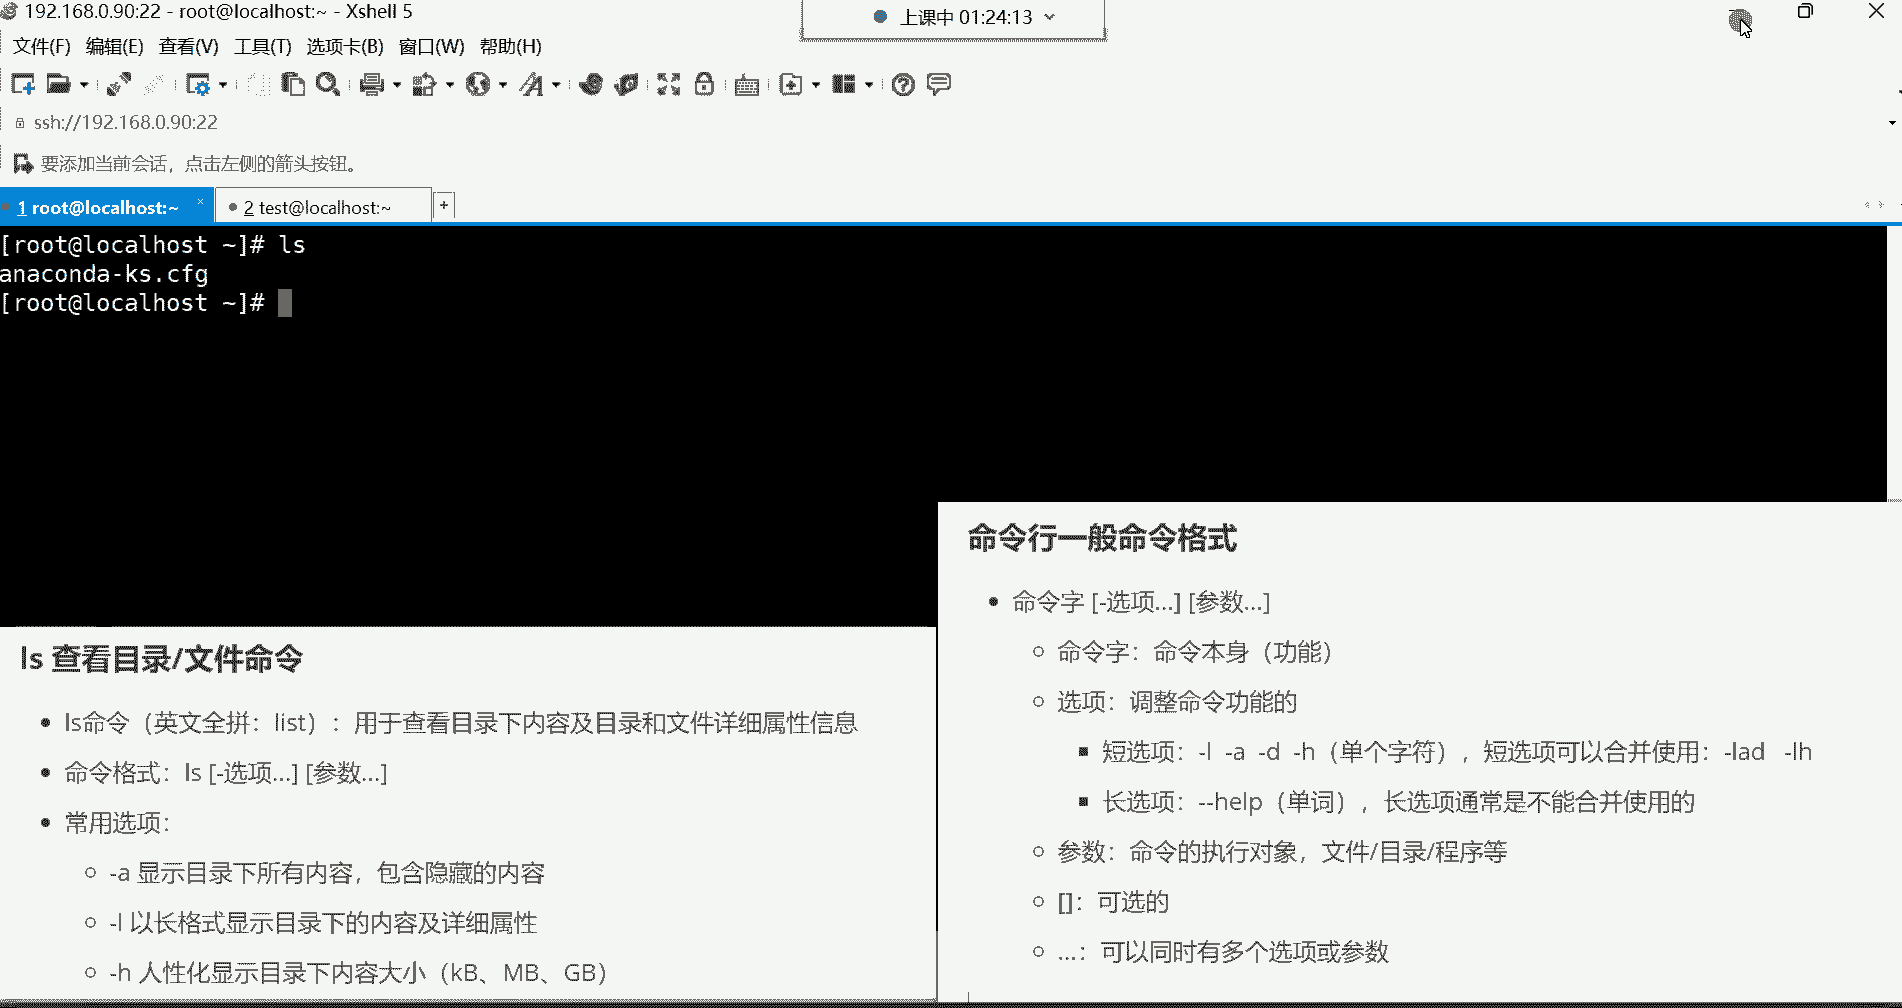 192.168.0.90:22 - root@localhost:~ - Xshell 5
上课中 01:24:13
文件(F) 编辑(E) 查看(V) 工具(T) 选项卡(B) 窗口(W) 帮助(H)
ssh://192.168.0.90:22
要添加当前会话，点击左侧的箭头按钮。
1 root@localhost:~ × 2 test@localhost:~ +
[root@localhost ~]# ls
anaconda-ks.cfg
[root@localhost ~]#
ls 查看目录/文件命令
ls命令（英文全拼：list）：用于查看目录下内容及目录和文件详细属性信息
命令格式：ls [-选项...] [参数...]
常用选项：
-a 显示目录下所有内容，包含隐藏的内容
-l 以长格式显示目录下的内容及详细属性
-h 人性化显示目录下内容大小（kB、MB、GB）
命令行一般命令格式
命令字 [-选项...] [参数...]
命令字：命令本身（功能）
选项：调整命令功能的
短选项：-l -a -d -h（单个字符），短选项可以合并使用：-lad -lh
长选项：--help（单词），长选项通常是不能合并使用的
参数：命令的执行对象，文件/目录/程序等
[]：可选的
...：可以同时有多个选项或参数